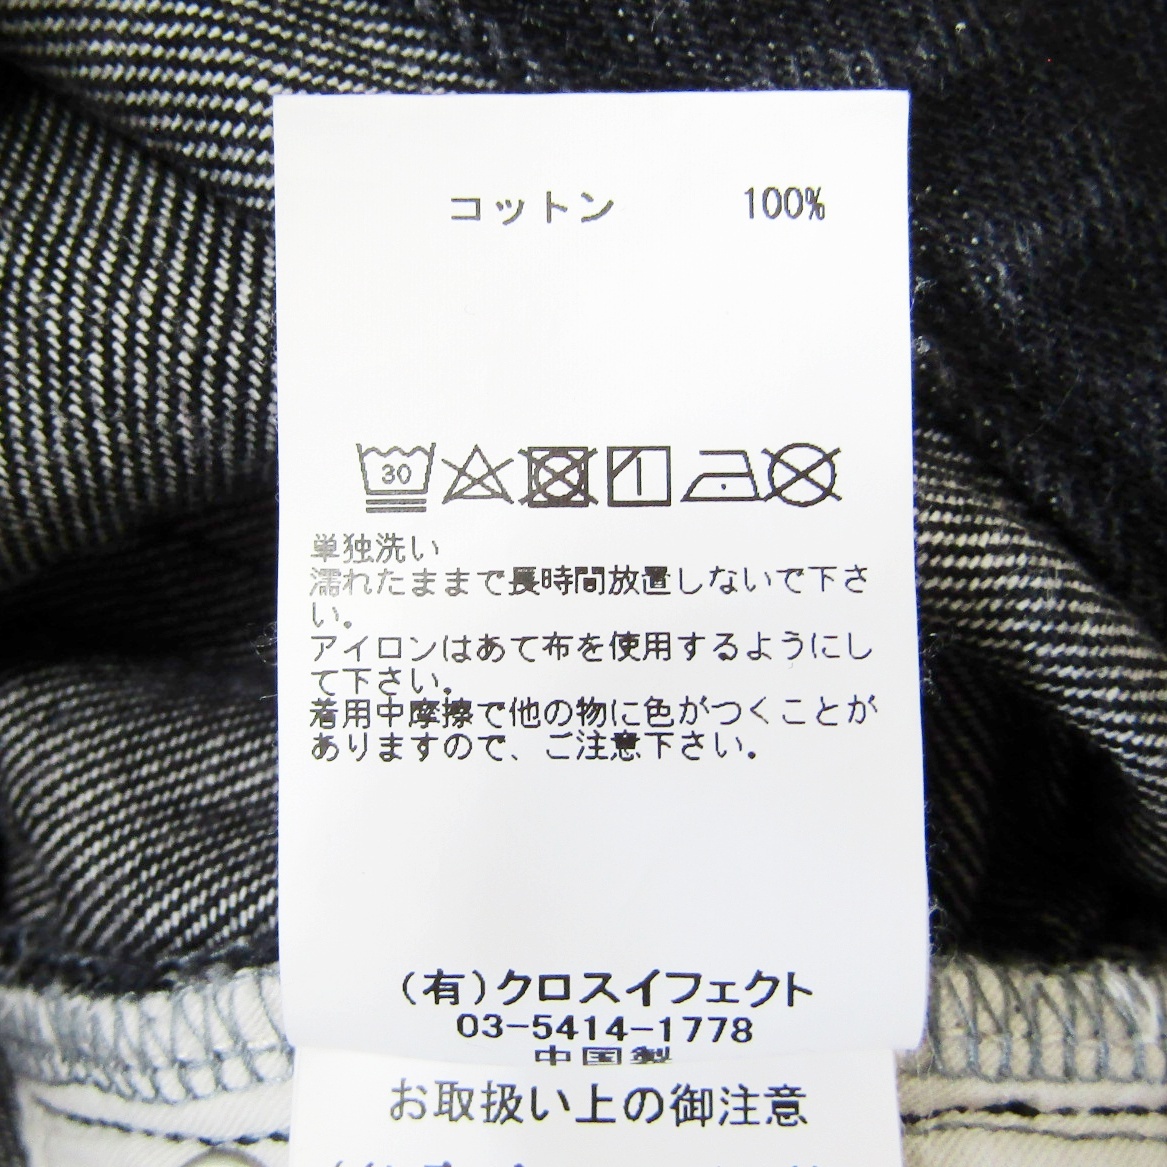 コットン 100%
30
単独洗い
濡れたままで長時間放置しないで下さ
い。
アイロンはあて布を使用するようにし
て下さい。
着用中摩擦で他の物に色がつくことが
ありますので、ご注意下さい。
(有)クロスイフェクト
03-5414-1778
中国製
お取扱い上の御注意